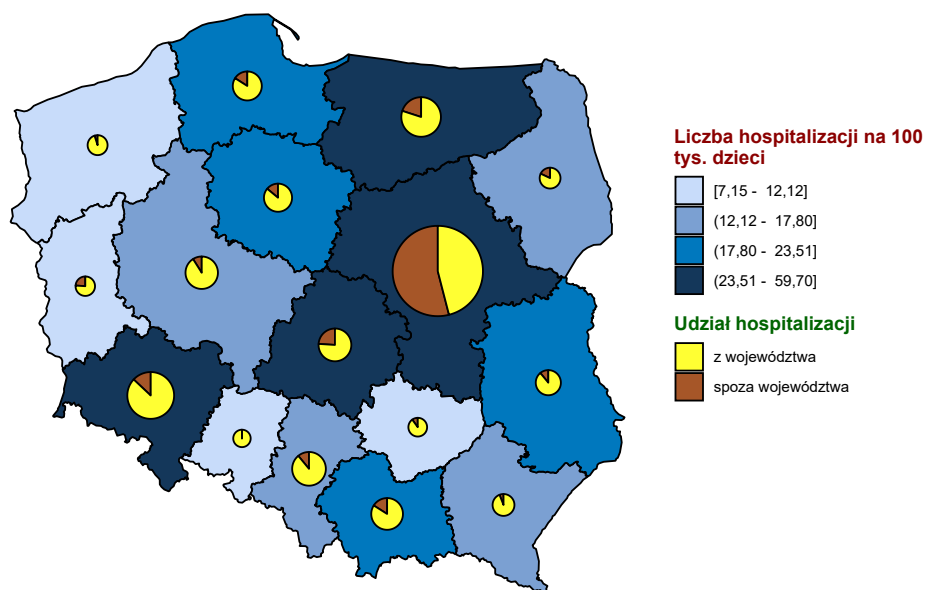 Liczba hospitalizacji na 100
tys. dzieci
[7,15 - 12,12]
(12,12 - 17,80]
(17,80 - 23,51]
(23,51 - 59,70]
Udział hospitalizacji
z województwa
spoza województwa